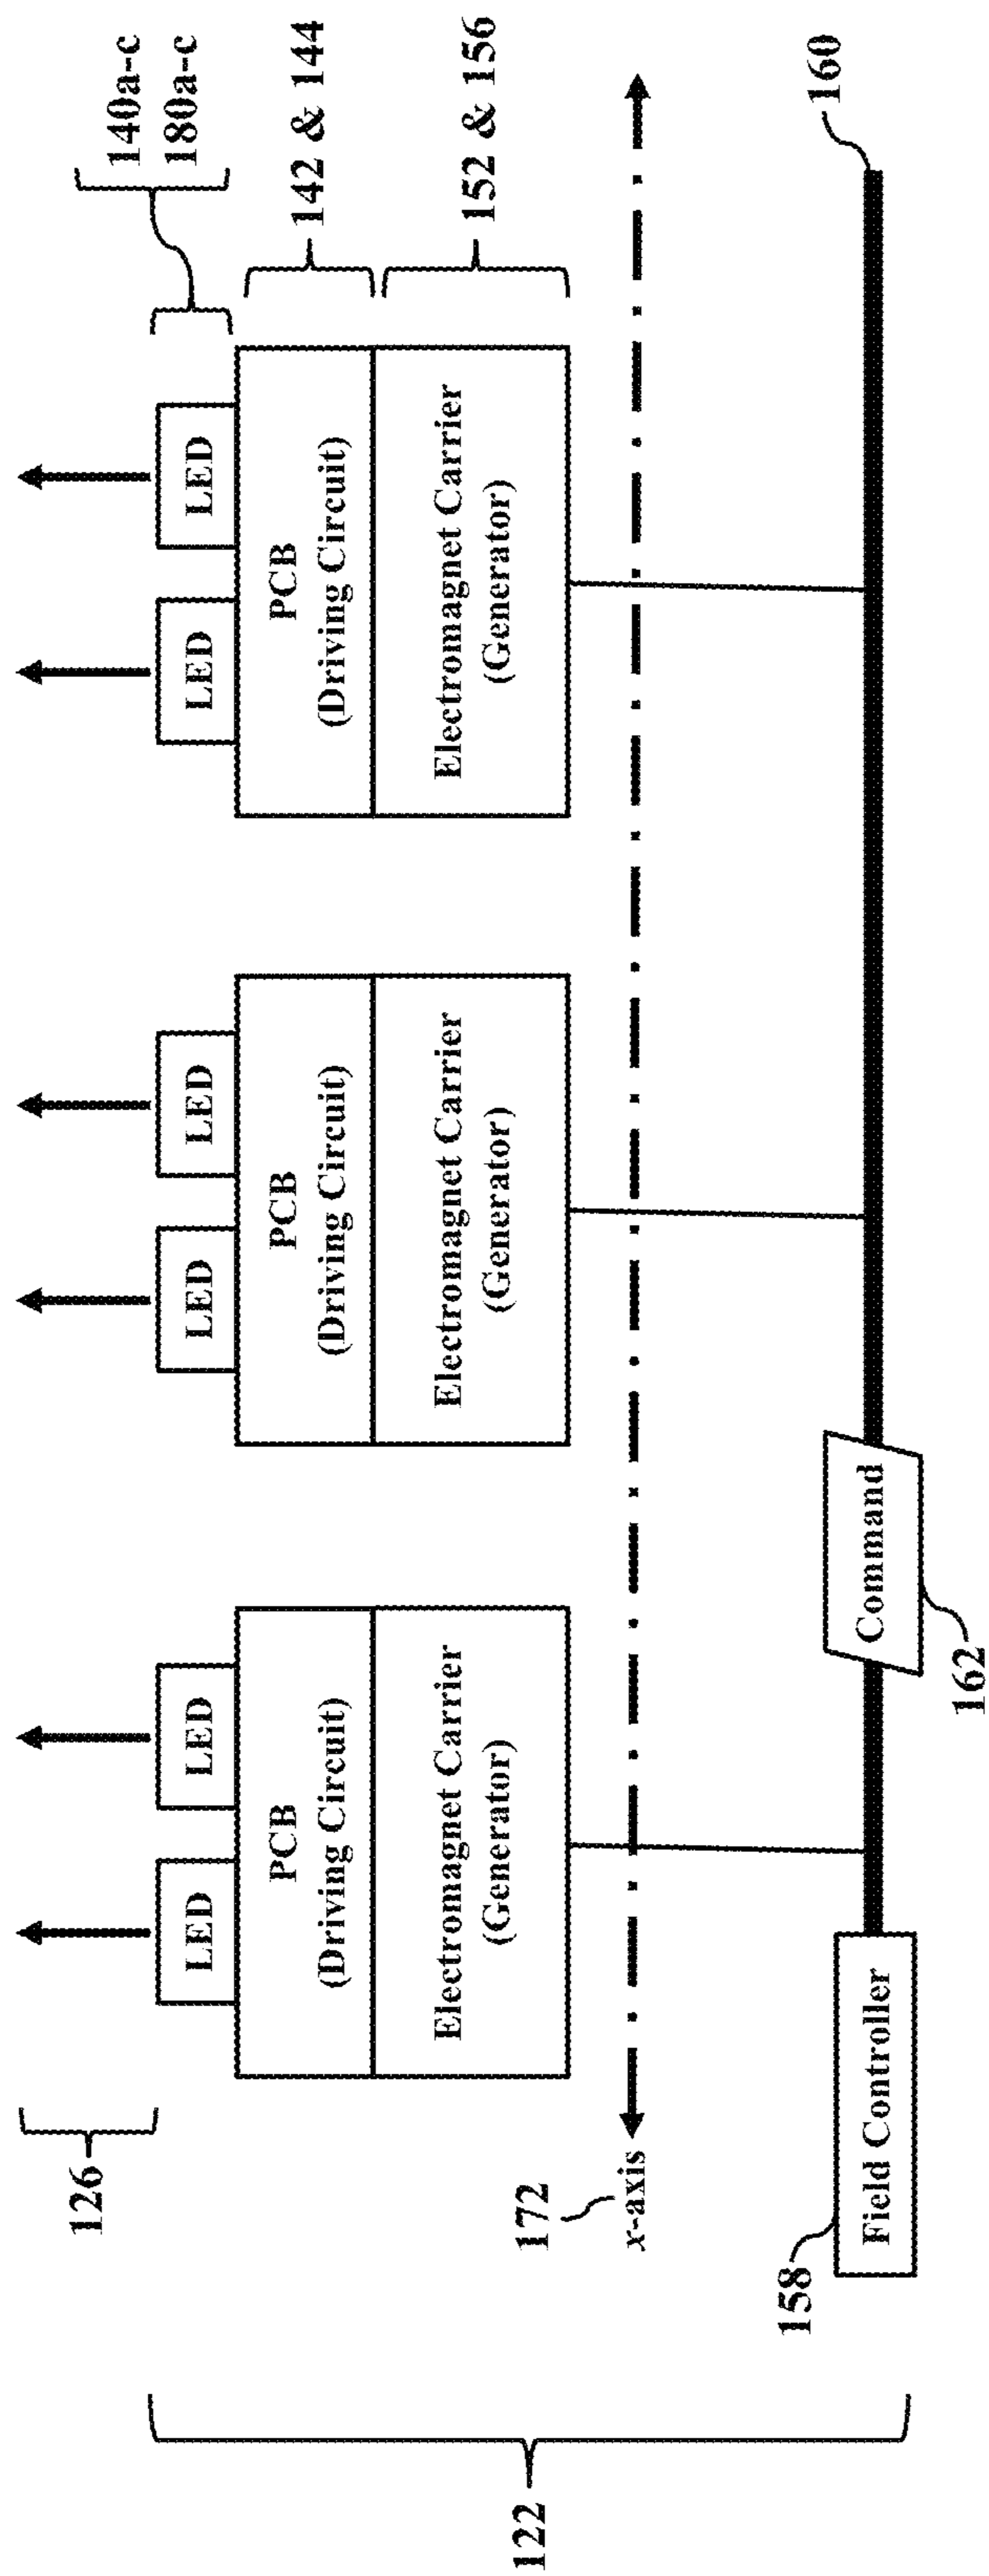 140a-c
180a-c
142 & 144
152 & 156
160
LED
LED
PCB
(Driving Circuit)
Electromagnet Carrier
(Generator)
LED
LED
PCB
(Driving Circuit)
Electromagnet Carrier
(Generator)
LED
LED
PCB
(Driving Circuit)
Electromagnet Carrier
(Generator)
126
172
x-axis
Command
162
158
Field Controller
122